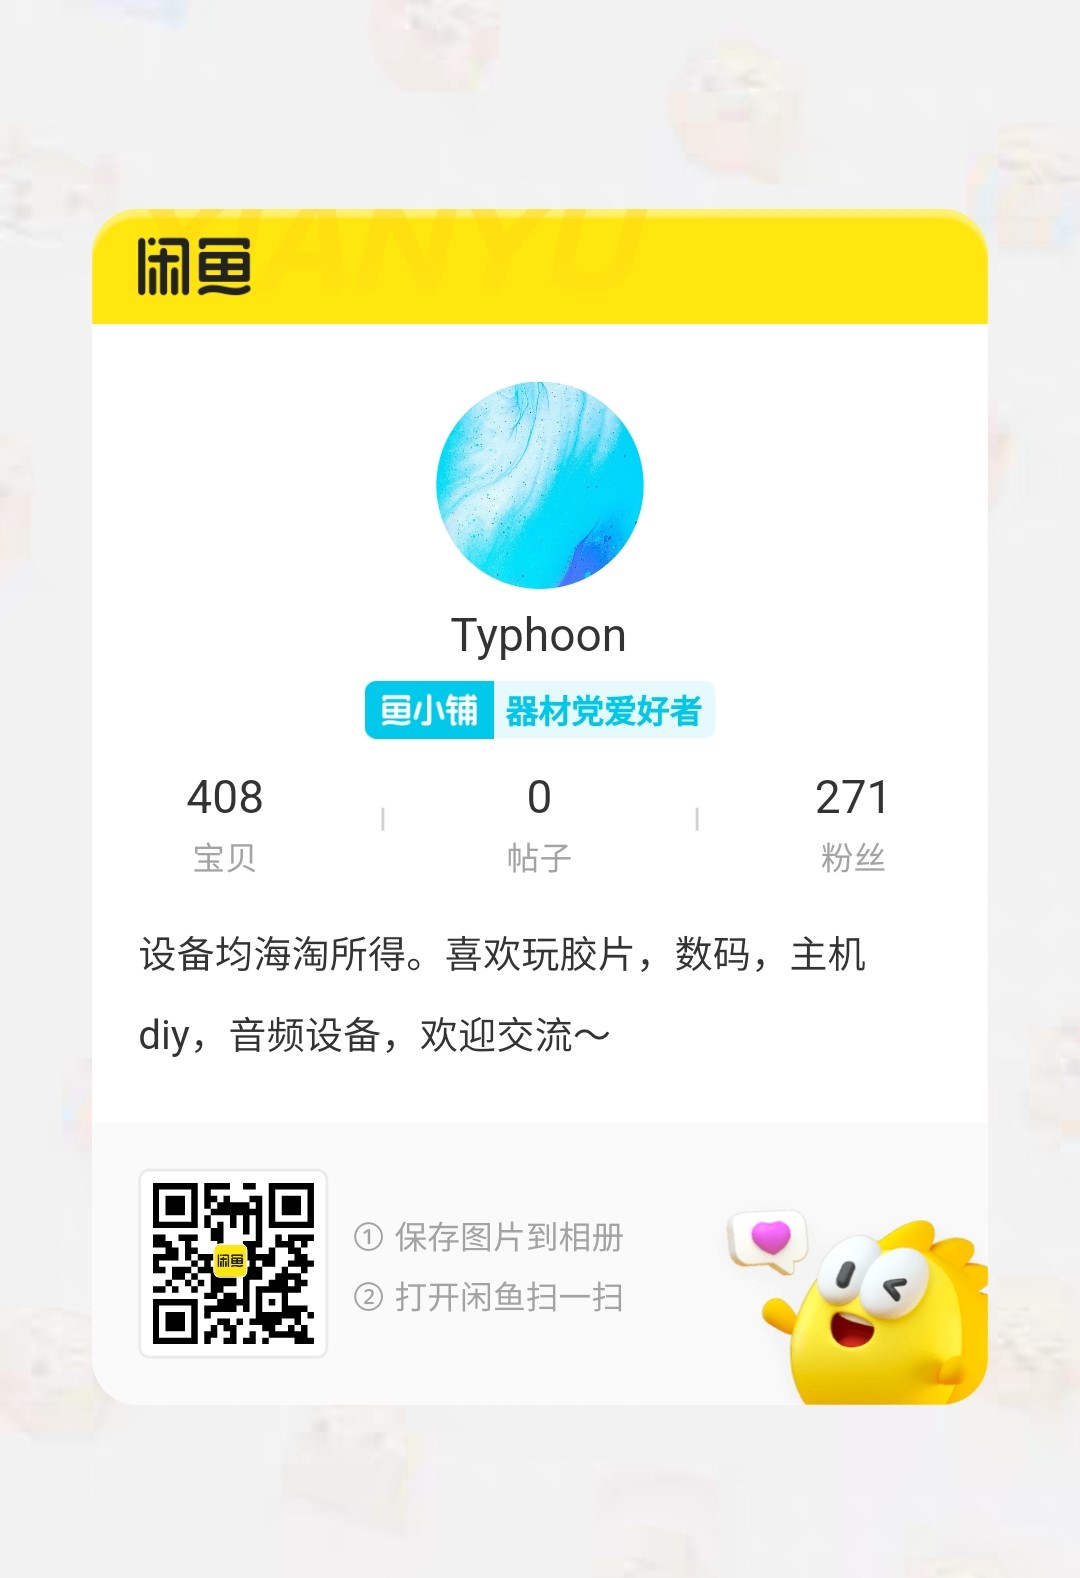 XIANYU
闲鱼
Typhoon
鱼小铺 器材党爱好者
408 0 271
宝贝 帖子 粉丝
设备均海淘所得。喜欢玩胶片，数码，主机
diy，音频设备，欢迎交流～
闲鱼
① 保存图片到相册
② 打开闲鱼扫一扫